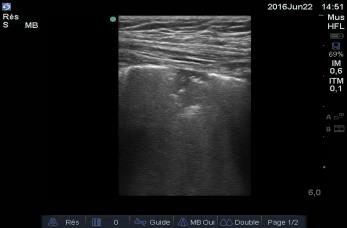 2016Jun22 14:51
Rés
S MB
Mus
HFL
69%
IM
0,6
ITM
0,1
A
B
6,0
Rés 0 Guide MB Oui Double Page 1/2